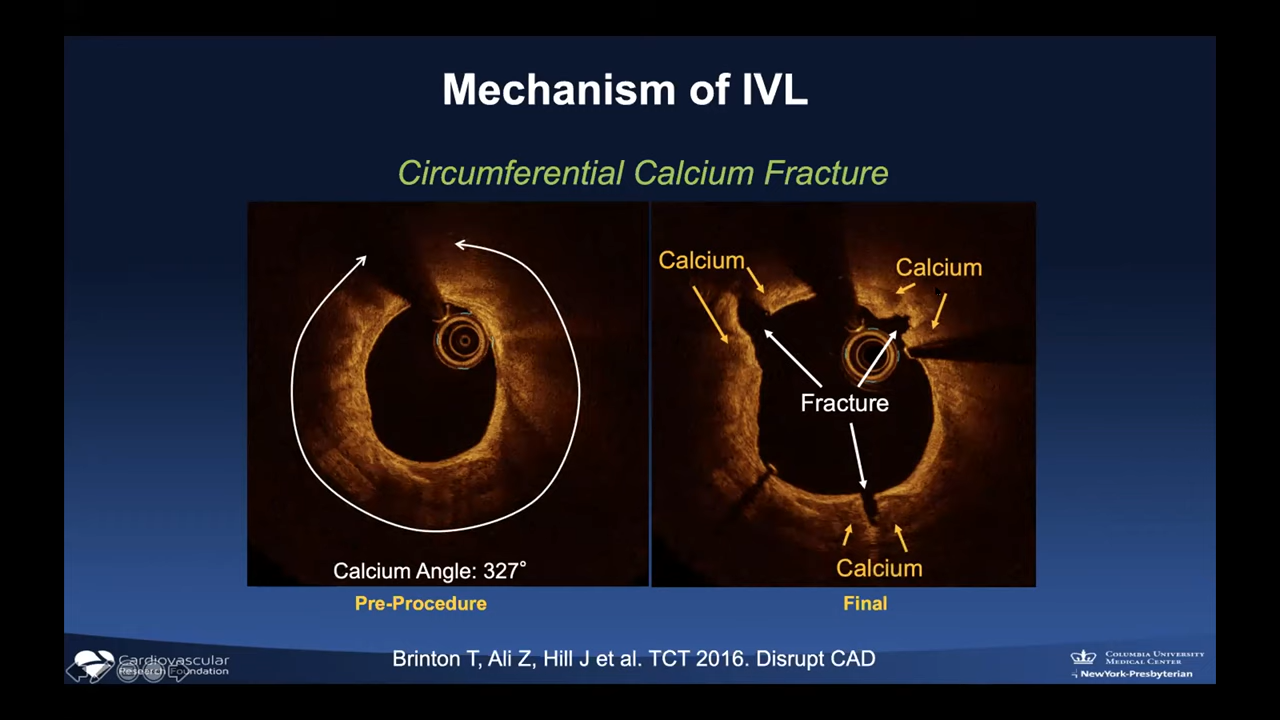 Mechanism of IVL
Circumferential Calcium Fracture
Calcium
Calcium
Fracture
Calcium
Calcium Angle: 327°
Pre-Procedure
Final
Brinton T, Ali Z, Hill J et al. TCT 2016. Disrupt CAD
Cardiovascular
Research Foundation
COLUMBIA UNIVERSITY
MEDICAL CENTER
NewYork-Presbyterian